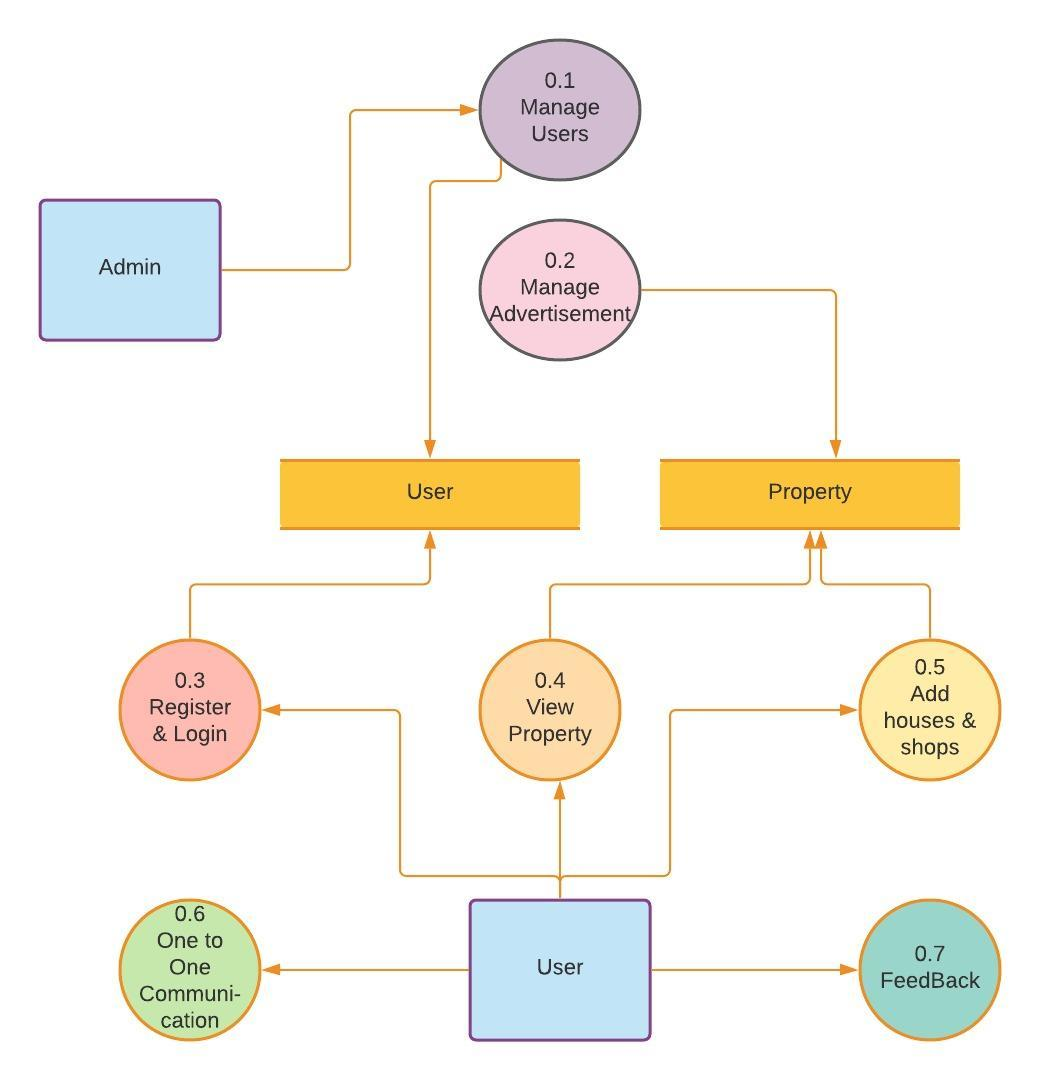 0.1
Manage
Users
Admin
0.2
Manage
Advertisement
User
Property
0.3
Register
& Login
0.4
View
Property
0.5
Add
houses &
shops
0.6
One to
One
Communi-
cation
User
0.7
FeedBack